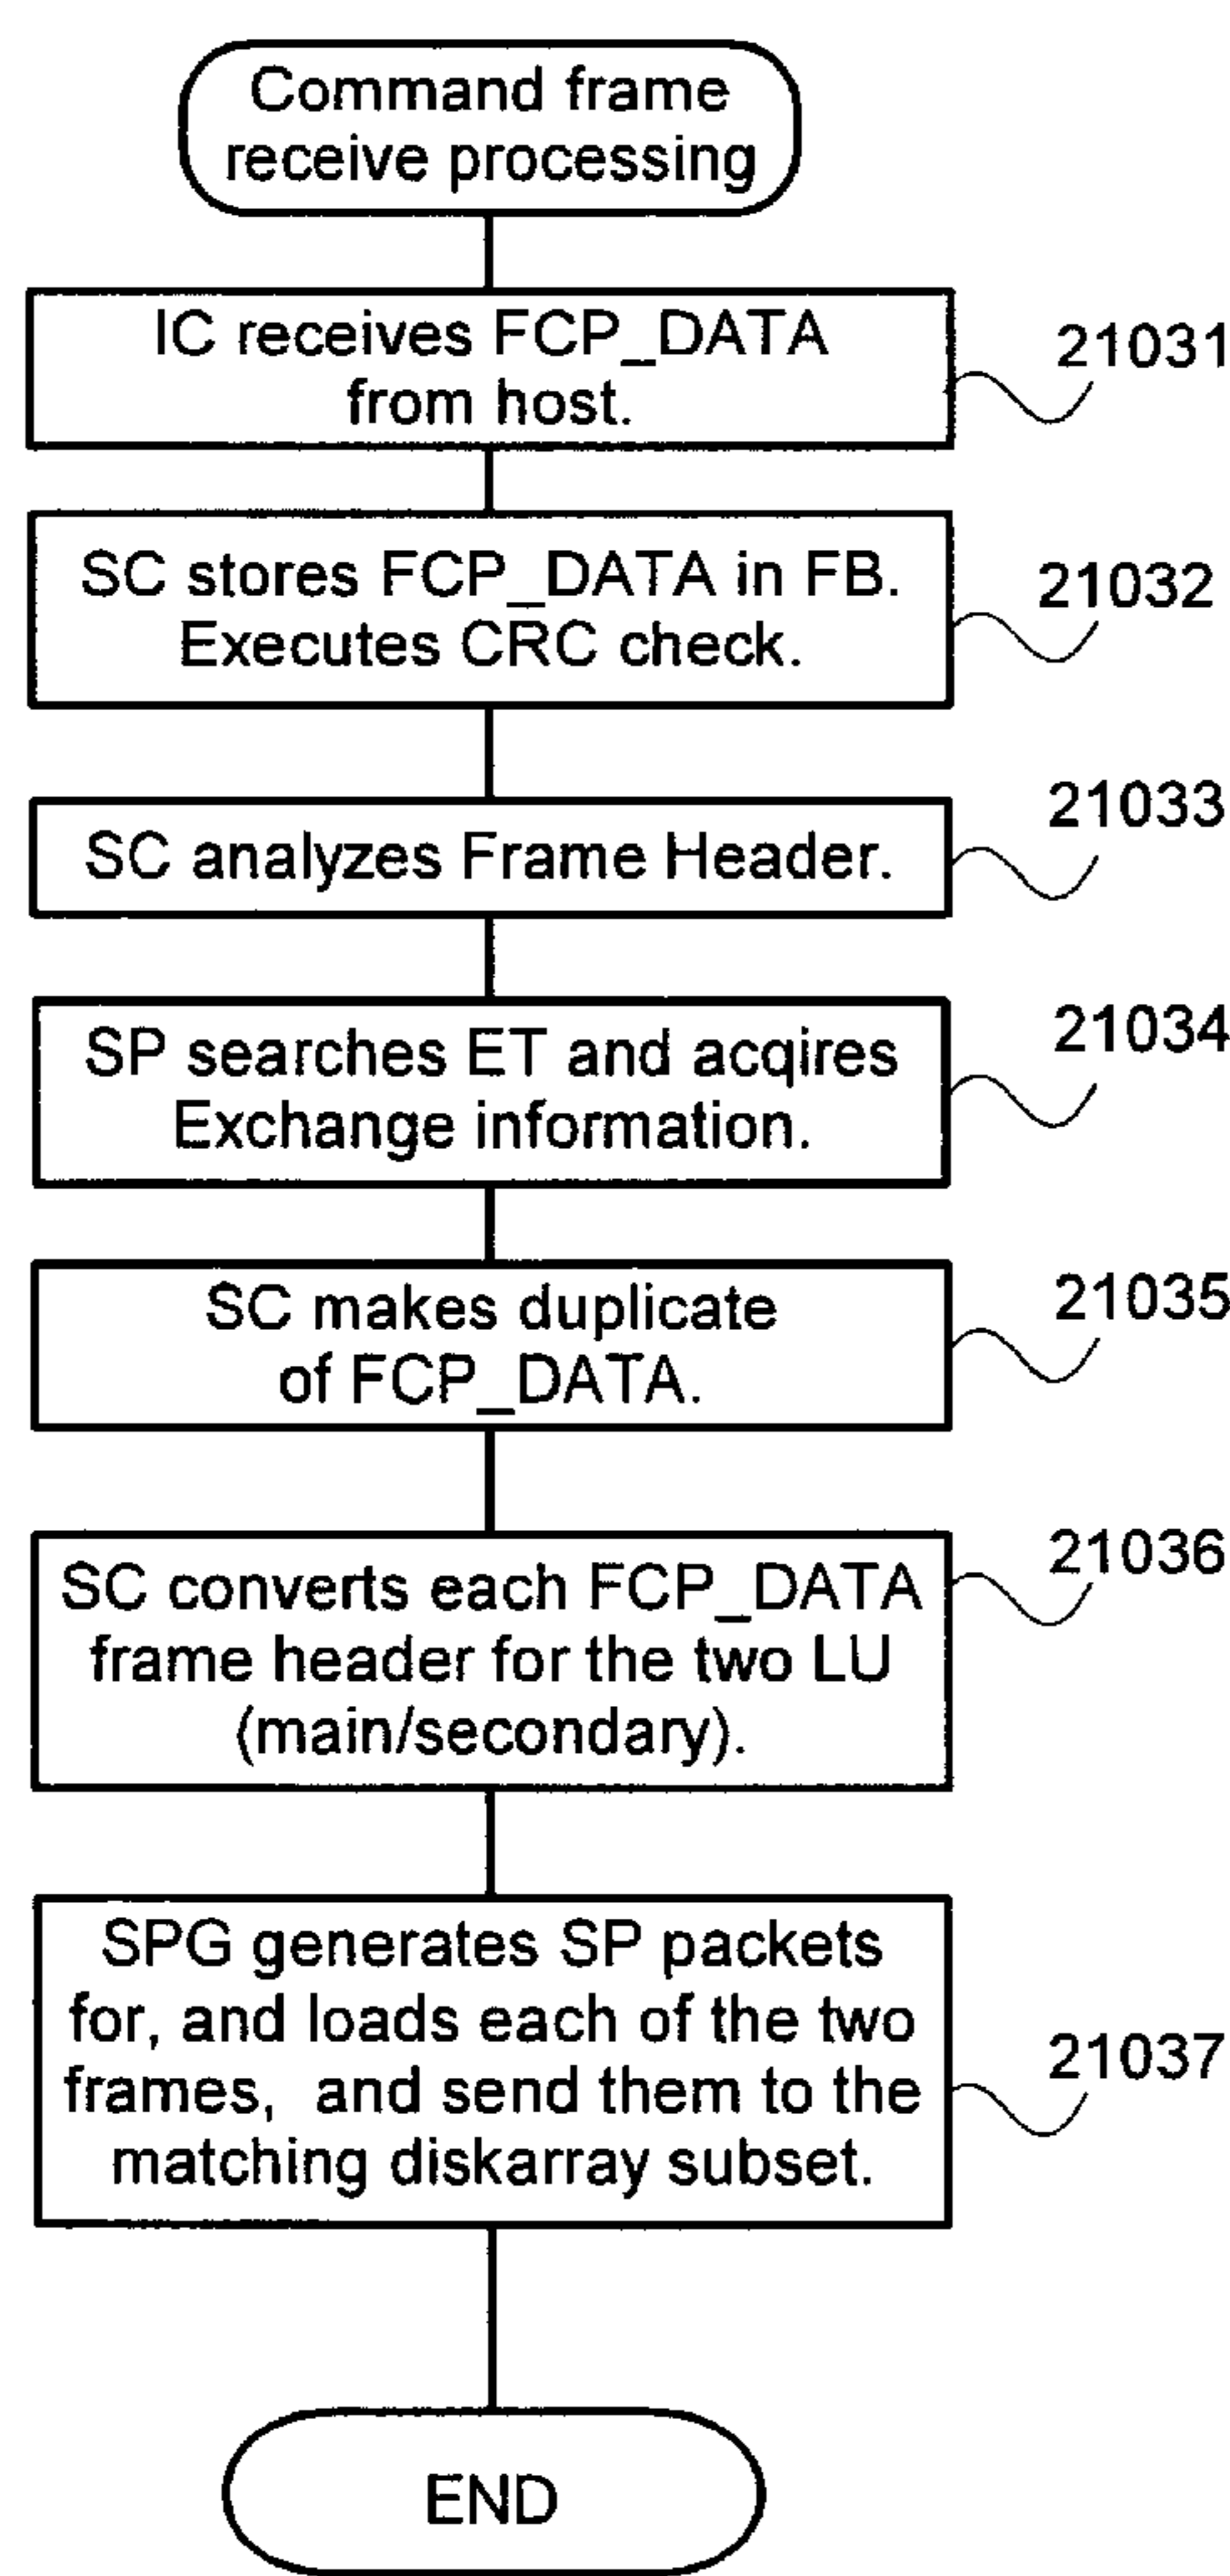 Command frame
receive processing
IC receives FCP_DATA
from host.
21031
SC stores FCP_DATA in FB.
Executes CRC check.
21032
SC analyzes Frame Header.
21033
SP searches ET and acqires
Exchange information.
21034
SC makes duplicate
of FCP_DATA.
21035
SC converts each FCP_DATA
frame header for the two LU
(main/secondary).
21036
SPG generates SP packets
for, and loads each of the two
frames, and send them to the
matching diskarray subset.
21037
END